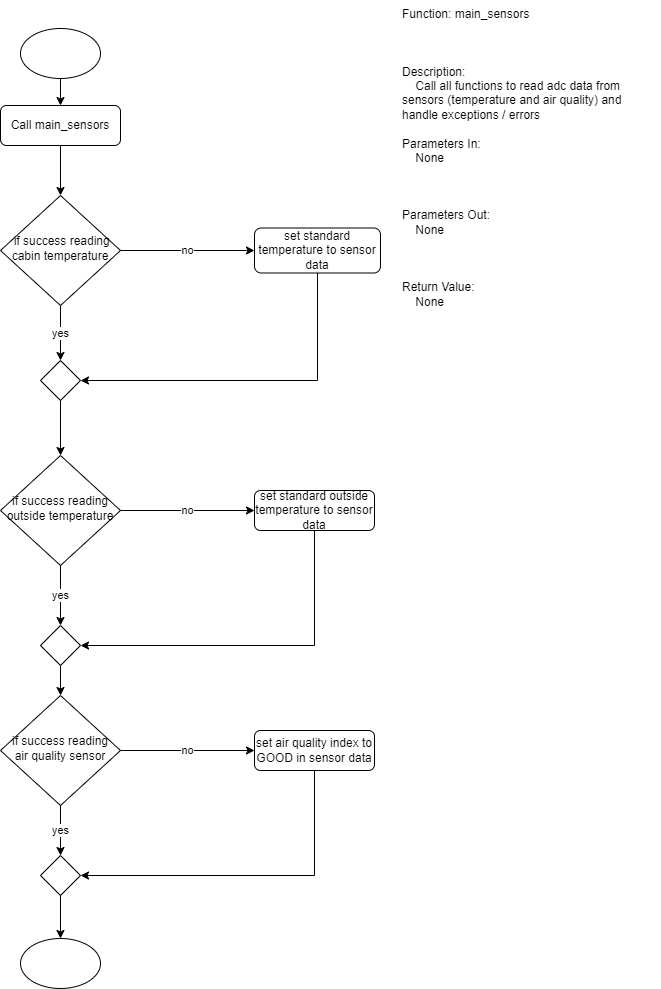 Function: main_sensors
Description:
Call all functions to read adc data from
sensors (temperature and air quality) and
handle exceptions / errors
Parameters In:
None
Parameters Out:
None
Return Value:
None
Call main_sensors
if success reading
cabin temperature
no
set standard
temperature to sensor
data
yes
if success reading
outside temperature
no
set standard outside
temperature to sensor
data
yes
if success reading
air quality sensor
no
set air quality index to
GOOD in sensor data
yes